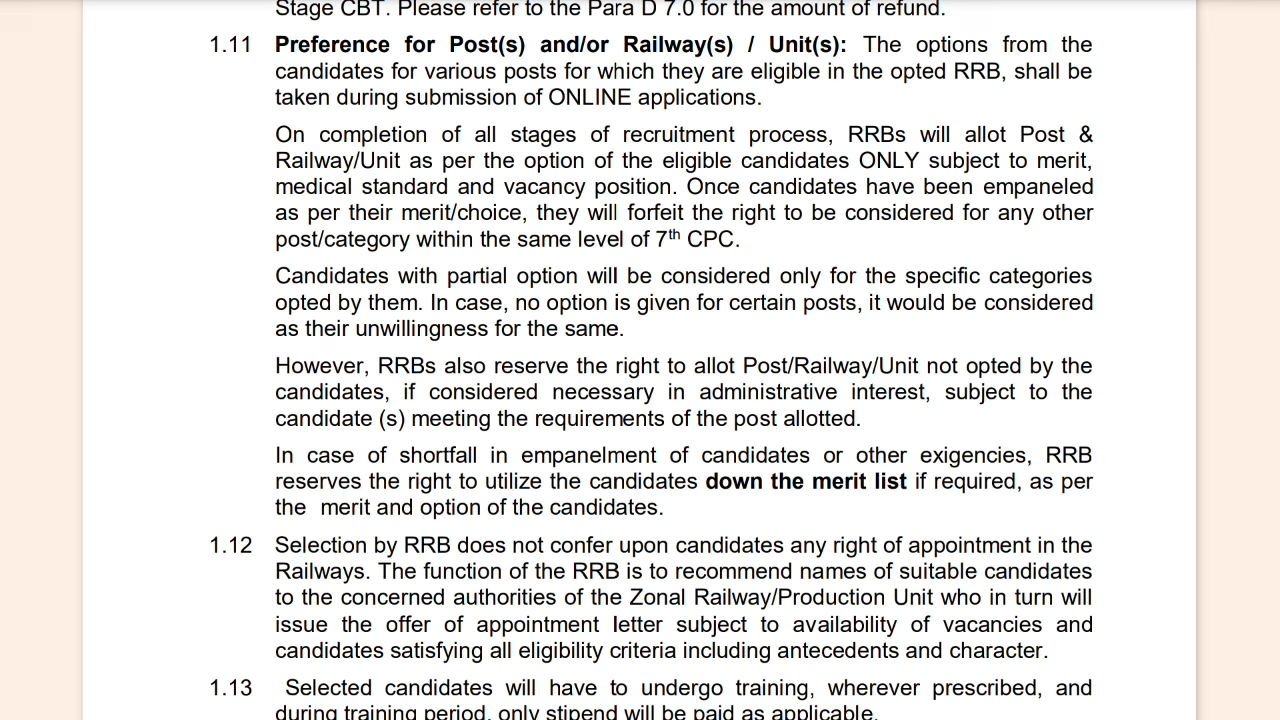 Stage CBT. Please refer to the Para D 7.0 for the amount of refund.
1.11 Preference for Post(s) and/or Railway(s) / Unit(s): The options from the
candidates for various posts for which they are eligible in the opted RRB, shall be
taken during submission of ONLINE applications.
On completion of all stages of recruitment process, RRBs will allot Post &
Railway/Unit as per the option of the eligible candidates ONLY subject to merit,
medical standard and vacancy position. Once candidates have been empaneled
as per their merit/choice, they will forfeit the right to be considered for any other
post/category within the same level of 7th CPC.
Candidates with partial option will be considered only for the specific categories
opted by them. In case, no option is given for certain posts, it would be considered
as their unwillingness for the same.
However, RRBs also reserve the right to allot Post/Railway/Unit not opted by the
candidates, if considered necessary in administrative interest, subject to the
candidate (s) meeting the requirements of the post allotted.
In case of shortfall in empanelment of candidates or other exigencies, RRB
reserves the right to utilize the candidates down the merit list if required, as per
the merit and option of the candidates.
1.12 Selection by RRB does not confer upon candidates any right of appointment in the
Railways. The function of the RRB is to recommend names of suitable candidates
to the concerned authorities of the Zonal Railway/Production Unit who in turn will
issue the offer of appointment letter subject to availability of vacancies and
candidates satisfying all eligibility criteria including antecedents and character.
1.13 Selected candidates will have to undergo training, wherever prescribed, and
during training period, only stipend will be paid as applicable.